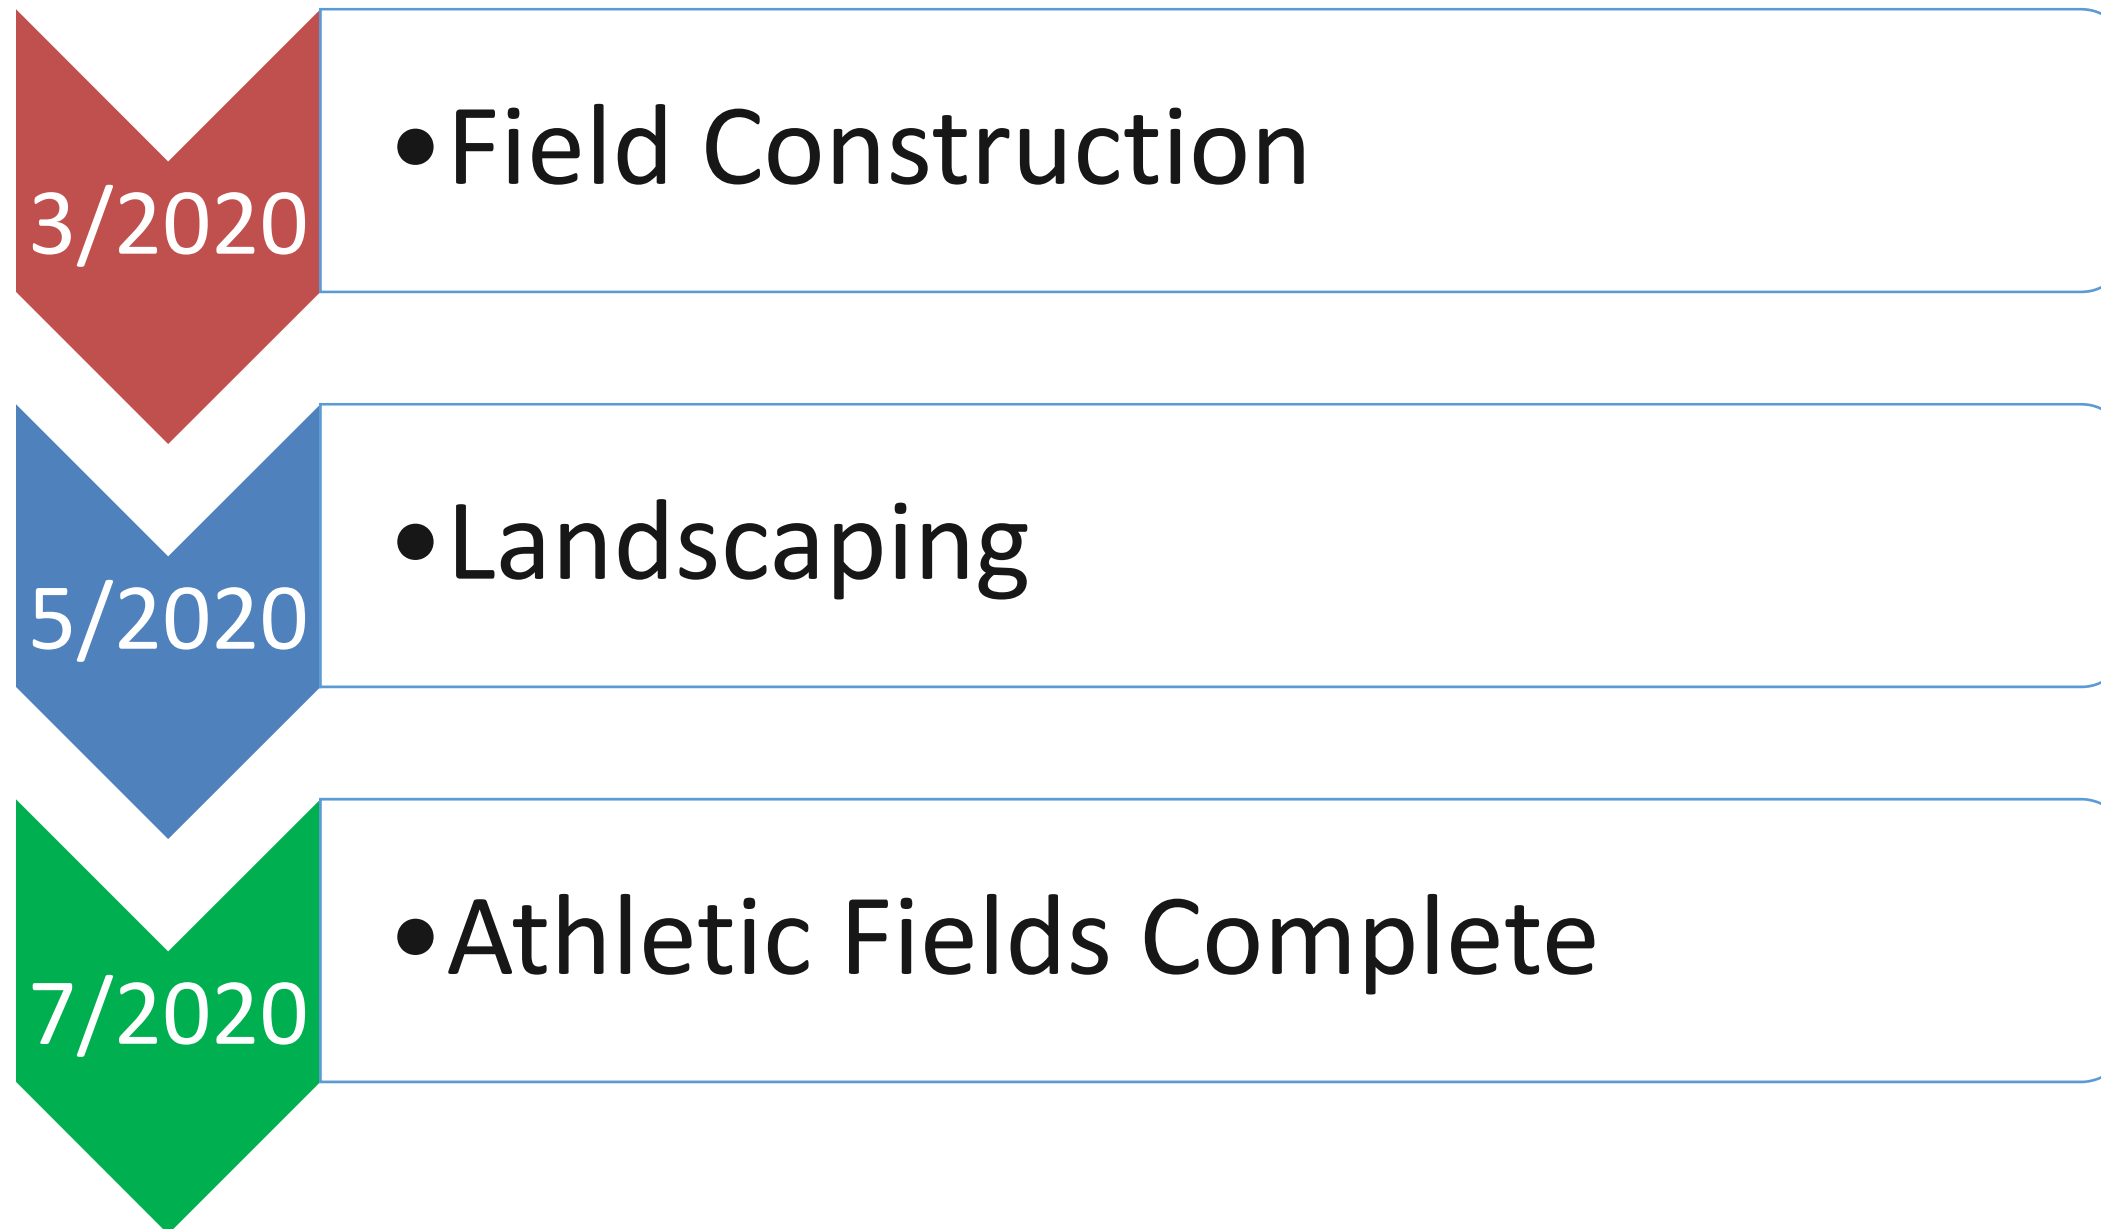 3/2020
•Field Construction
5/2020
•Landscaping
7/2020
•Athletic Fields Complete